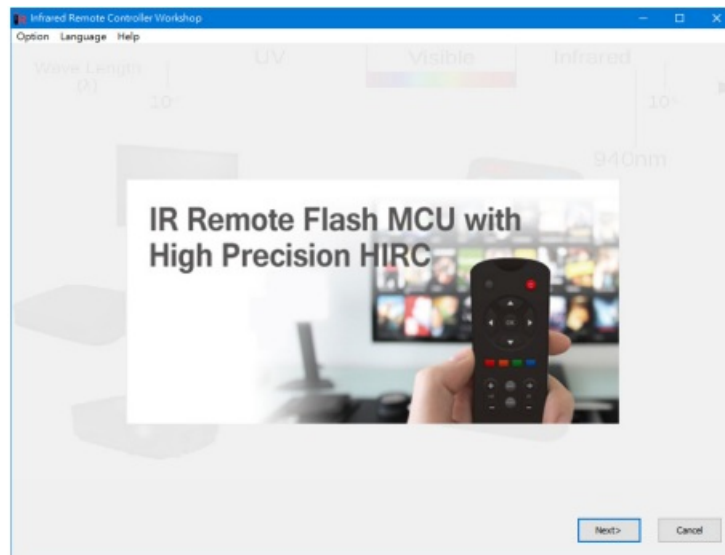 Infrared Remote Controller Workshop
Option Language Help
Wave Length
(λ)
UV
Visible
Infrared
940nm
IR Remote Flash MCU with
High Precision HIRC
OK
Next>
Cancel